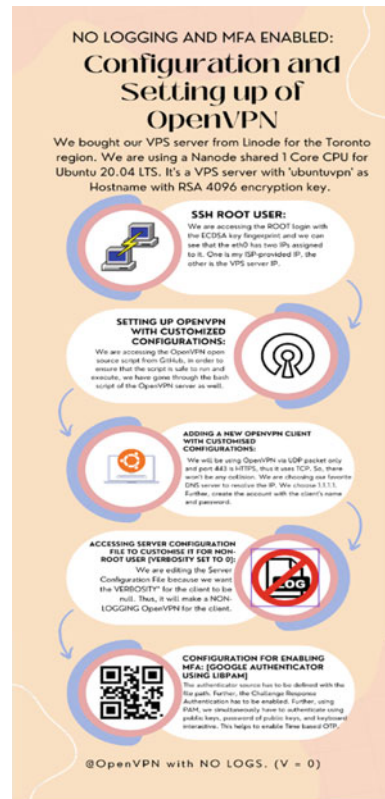 NO LOGGING AND MFA ENABLED:
Configuration and
Setting up of
OpenVPN
We bought our VPS server from Linode for the Toronto
region. We are using a Nanode shared 1 Core CPU for
Ubuntu 20.04 LTS. It's a VPS server with 'ubuntuvpn' as
Hostname with RSA 4096 encryption key.
SSH ROOT USER:
We are accessing the ROOT login with
the ECDSA key fingerprint and we can
see that the eth0 has two IPs assigned
to it. One is my ISP-provided IP, the
other is the VPS server IP.
SETTING UP OPENVPN
WITH CUSTOMIZED
CONFIGURATIONS:
We are accessing the OpenVPN open
source script from GitHub, in order to
ensure that the script is safe to run and
execute, we have gone through the bash
script of the OpenVPN server as well.
ADDING A NEW OPENVPN CLIENT
WITH CUSTOMISED
CONFIGURATIONS:
We will be using OpenVPN via UDP packet only
and port 443 is HTTPS, thus it uses TCP. So, there
won't be any collision. We are choosing our favorite
DNS server to resolve the IP. We choose 1.1.1.1.
Further, create the account with the client's name
and password.
ACCESSING SERVER CONFIGURATION
FILE TO CUSTOMISE IT FOR NON-
ROOT USER [VERBOSITY SET TO 0]:
We are editing the Server
Configuration File because we want
the VERBOSITY" for the client to be
null. Thus, it will make a NON-
LOGGING OpenVPN for the client.
LOG
CONFIGURATION FOR ENABLING
MFA: [GOOGLE AUTHENTICATOR
USING LIBPAM]
The authenticator source has to be defined with the
file path. Further, the Challenge Response
Authentication has to be enabled. Further, using
PAM, we simultaneously have to authenticate using
public keys, password of public keys, and keyboard
interactive. This helps to enable Time based OTP.
@OpenVPN with NO LOGS. (V = 0)